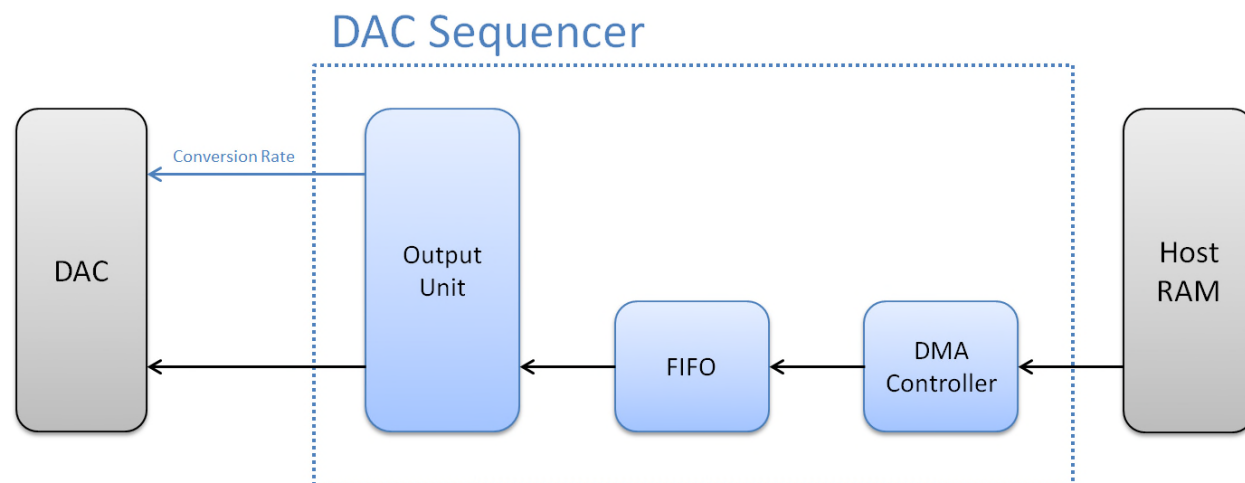 DAC Sequencer
Conversion Rate
DAC
Output
Unit
FIFO
DMA
Controller
Host
RAM